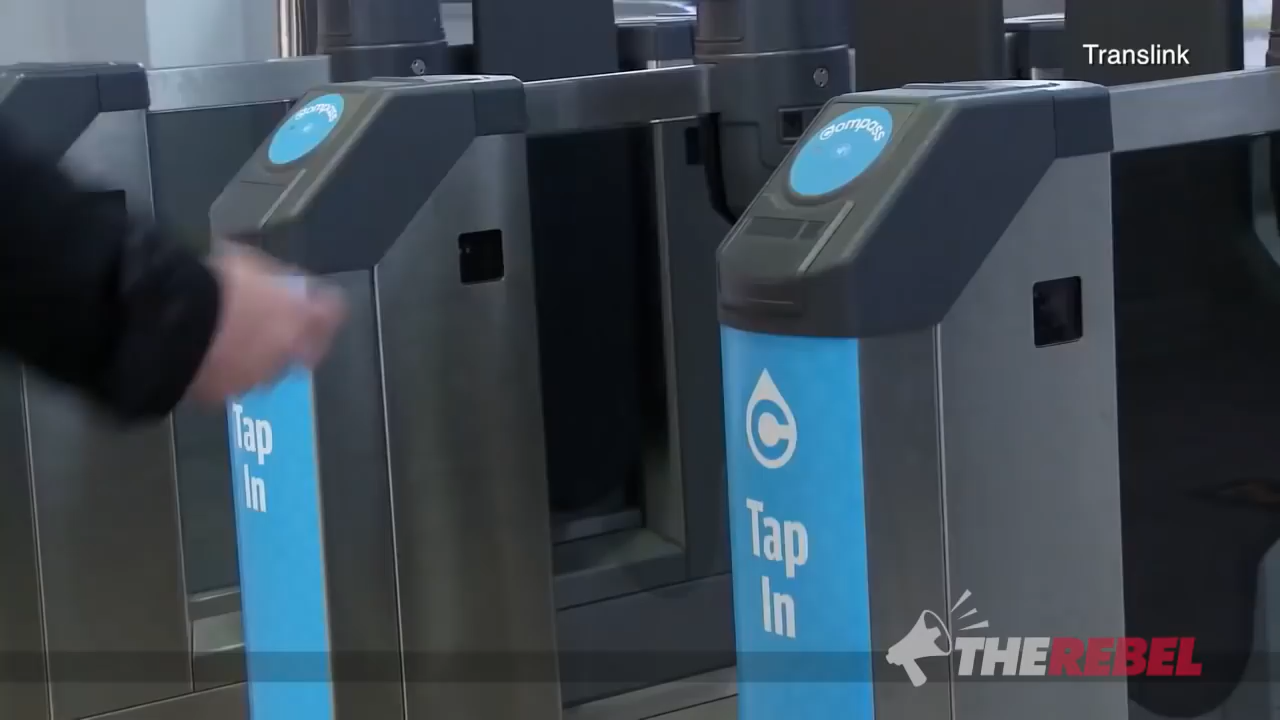 Translink
Compass
Compass
Tap
In
Tap
In
THEREBEL